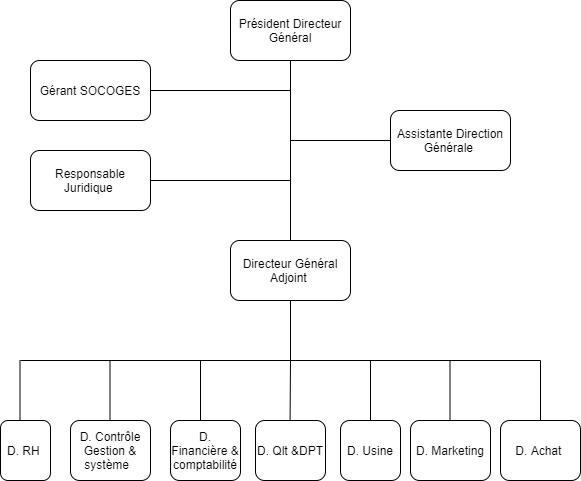 Président Directeur
Général
Gérant SOCOGES
Assistante Direction
Générale
Responsable
Juridique
Directeur Général
Adjoint
D. RH
D. Contrôle
Gestion &
système
D.
Financière &
comptabilité
D. Qlt &DPT
D. Usine
D. Marketing
D. Achat